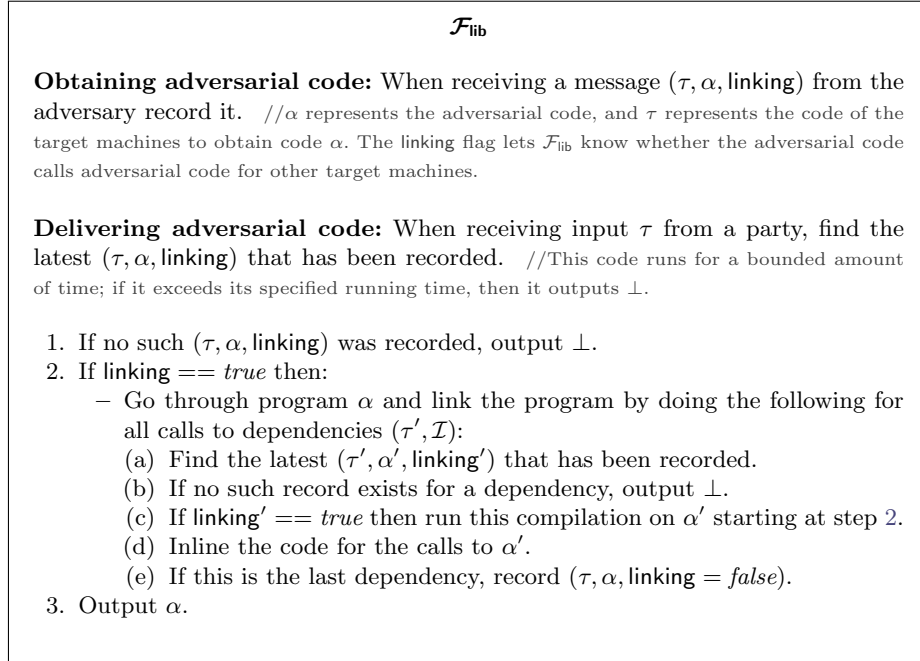 𝓕lib
Obtaining adversarial code: When receiving a message (τ, α, linking) from the
adversary record it. //α represents the adversarial code, and τ represents the code of the
target machines to obtain code α. The linking flag lets 𝓕lib know whether the adversarial code
calls adversarial code for other target machines.
Delivering adversarial code: When receiving input τ from a party, find the
latest (τ, α, linking) that has been recorded. //This code runs for a bounded amount
of time; if it exceeds its specified running time, then it outputs ⊥.
1. If no such (τ, α, linking) was recorded, output ⊥.
2. If linking == true then:
– Go through program α and link the program by doing the following for
all calls to dependencies (τ′, 𝓘):
(a) Find the latest (τ′, α′, linking′) that has been recorded.
(b) If no such record exists for a dependency, output ⊥.
(c) If linking′ == true then run this compilation on α′ starting at step 2.
(d) Inline the code for the calls to α′.
(e) If this is the last dependency, record (τ, α, linking = false).
3. Output α.